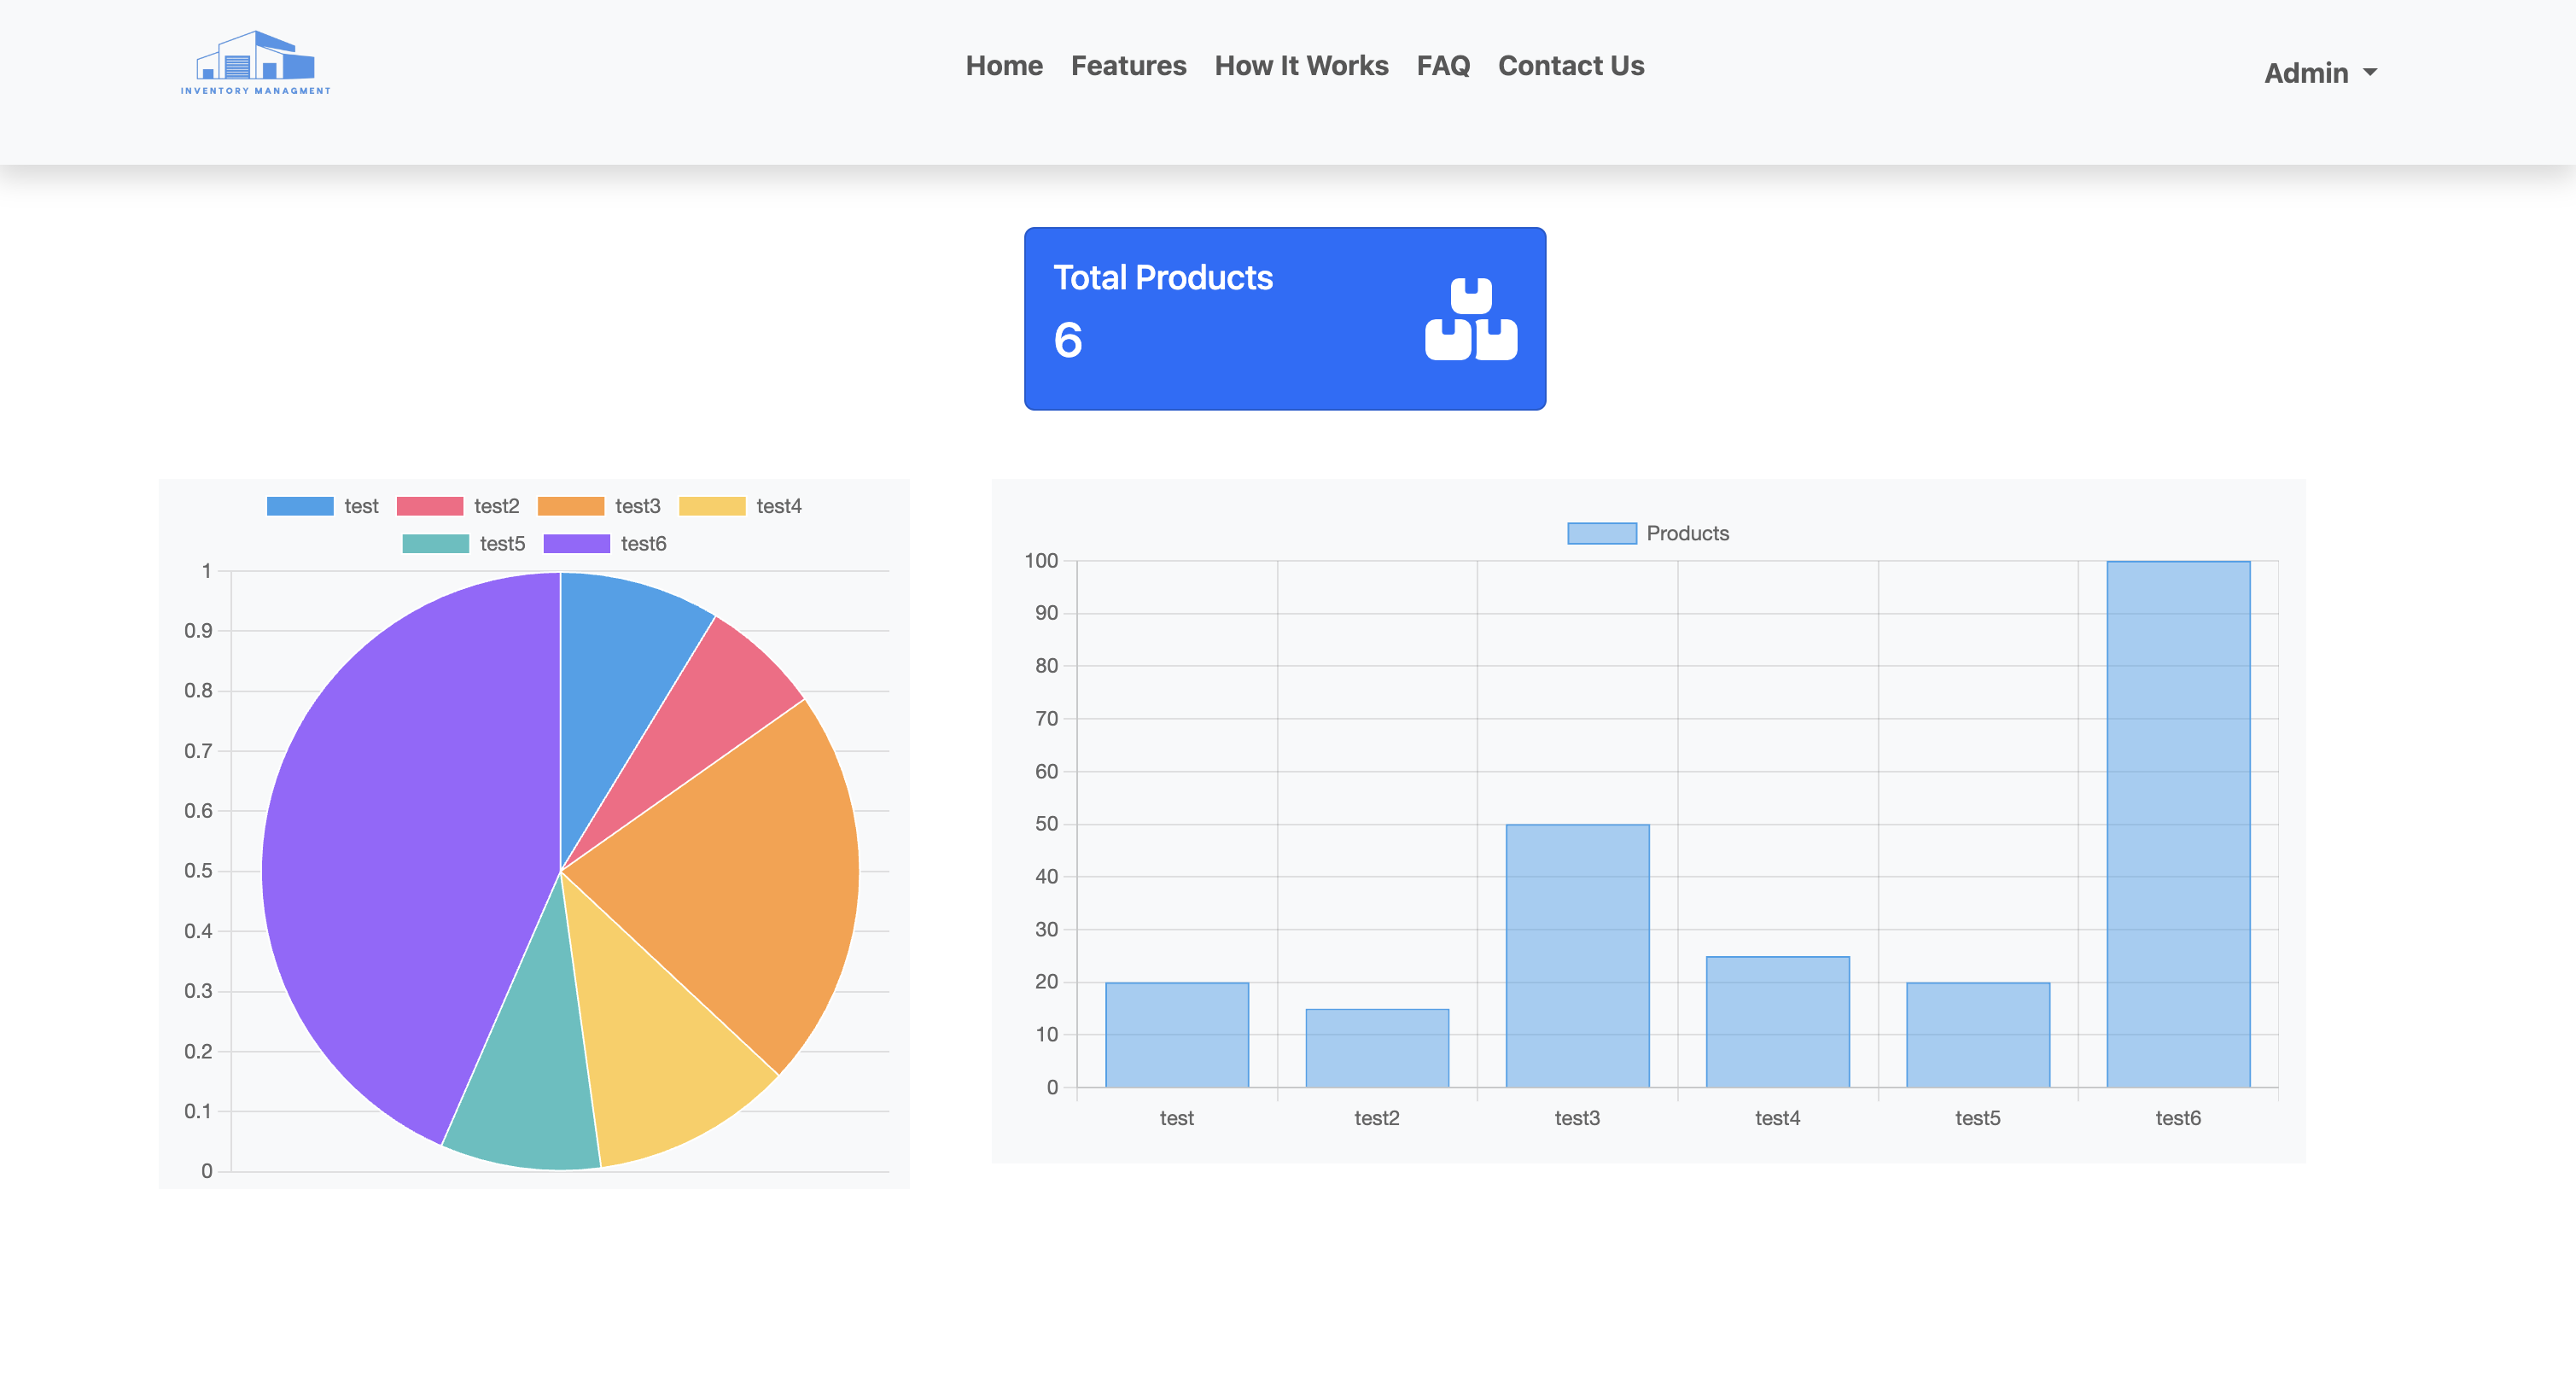 INVENTORY MANAGMENT
Home Features How It Works FAQ Contact Us
Admin
Total Products
6
test test2 test3 test4
test5 test6
1
0.9
0.8
0.7
0.6
0.5
0.4
0.3
0.2
0.1
0
Products
100
90
80
70
60
50
40
30
20
10
0
test test2 test3 test4 test5 test6